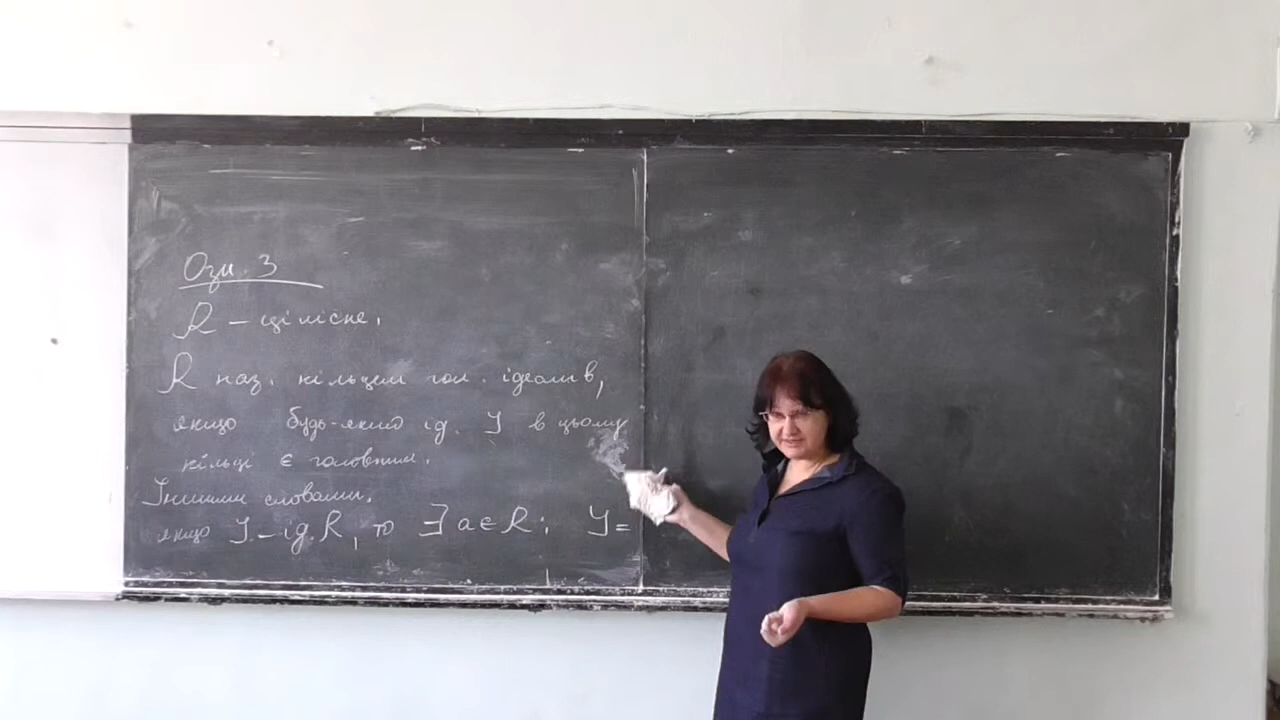 Озн. 3
R – цілісне.
R наз. кільцем гол. ідеалів,
якщо будь-який ід. J в цьому
кільці є головним.
Іншими словами,
якщо J – ід. R, то ∃ a ∈ R : J =